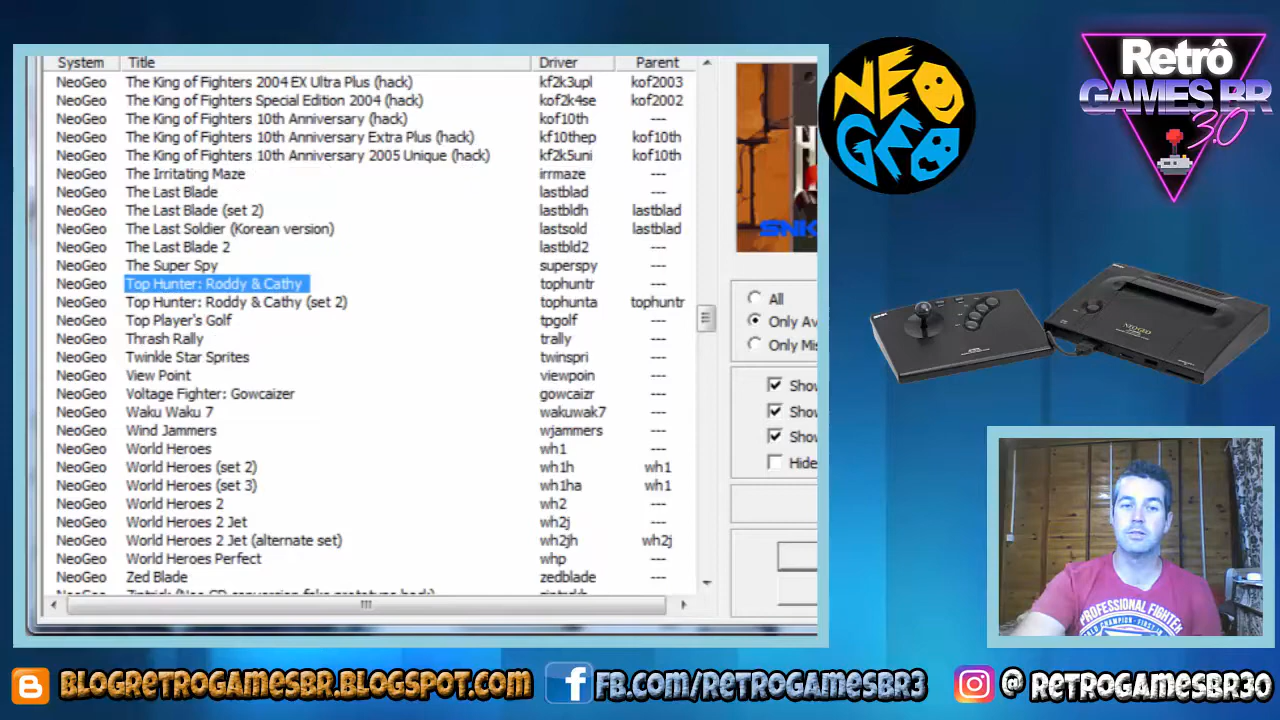 System Title Driver Parent
NeoGeo The King of Fighters 2004 EX Ultra Plus (hack) kf2k3upl kof2003
NeoGeo The King of Fighters Special Edition 2004 (hack) kof2k4se kof2002
NeoGeo The King of Fighters 10th Anniversary (hack) kof10th ---
NeoGeo The King of Fighters 10th Anniversary Extra Plus (hack) kf10thep kof10th
NeoGeo The King of Fighters 10th Anniversary 2005 Unique (hack) kf2k5uni kof10th
NeoGeo The Irritating Maze irrmaze ---
NeoGeo The Last Blade lastblad ---
NeoGeo The Last Blade (set 2) lastbldh lastblad
NeoGeo The Last Soldier (Korean version) lastsold lastblad
NeoGeo The Last Blade 2 lastbld2 ---
NeoGeo The Super Spy superspy ---
NeoGeo Top Hunter: Roddy & Cathy tophuntr ---
NeoGeo Top Hunter: Roddy & Cathy (set 2) tophunta tophuntr
NeoGeo Top Player's Golf tpgolf ---
NeoGeo Thrash Rally trally ---
NeoGeo Twinkle Star Sprites twinspri ---
NeoGeo View Point viewpoin ---
NeoGeo Voltage Fighter: Gowcaizer gowcaizr ---
NeoGeo Waku Waku 7 wakuwak7 ---
NeoGeo Wind Jammers wjammers ---
NeoGeo World Heroes wh1 ---
NeoGeo World Heroes (set 2) wh1h wh1
NeoGeo World Heroes (set 3) wh1ha wh1
NeoGeo World Heroes 2 wh2 ---
NeoGeo World Heroes 2 Jet wh2j ---
NeoGeo World Heroes 2 Jet (alternate set) wh2jh wh2j
NeoGeo World Heroes Perfect whp ---
NeoGeo Zed Blade zedblade ---
All
Only Av
Only Mis
Show
Show
Show
Hide
NEO
GEO
Retrô
GAMES BR
3.0
NEO·GEO
PROFESSIONAL FIGHTER
BLOGRETROGAMESBR.BLOGSPOT.COM
FB.COM/RETROGAMESBR3
@RETROGAMESBR30